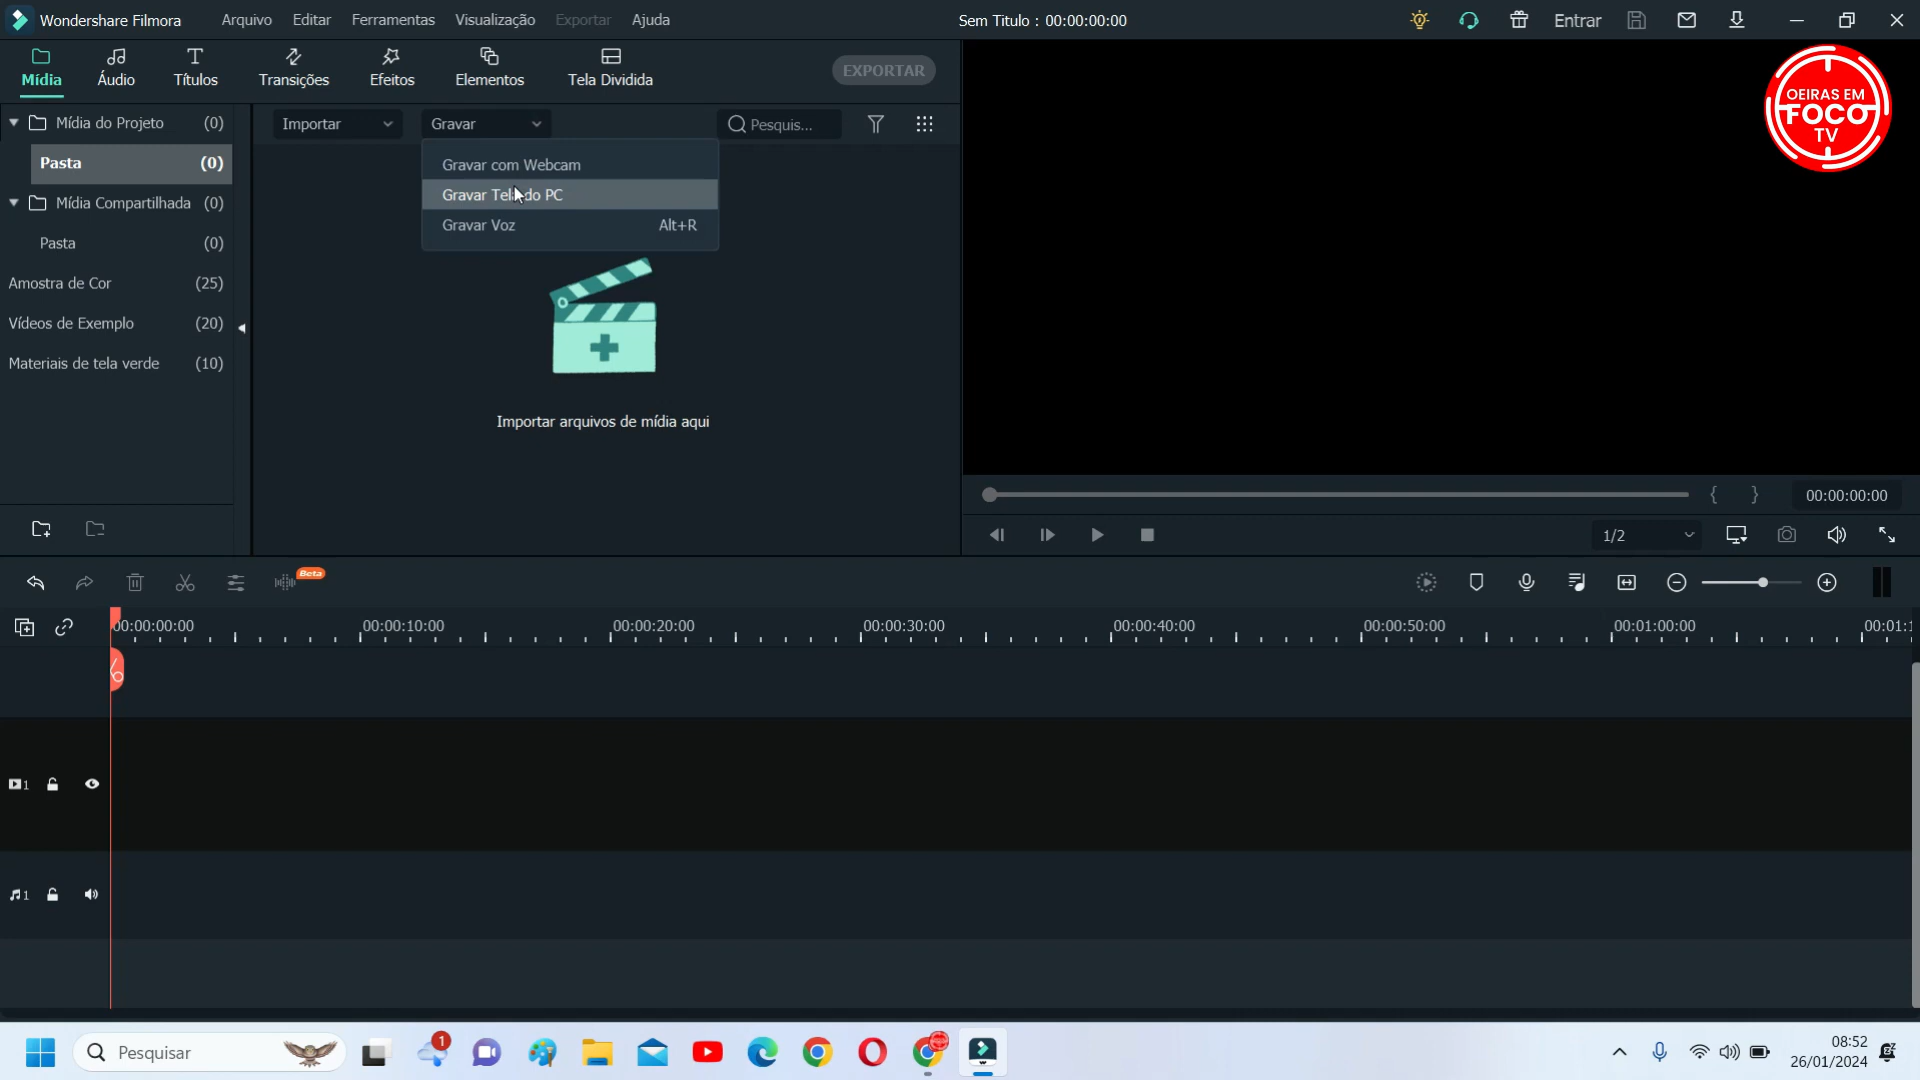 Wondershare Filmora Arquivo Editar Ferramentas Visualização Exportar Ajuda Sem Titulo : 00:00:00:00 Entrar
Mídia Áudio Títulos Transições Efeitos Elementos Tela Dividida EXPORTAR
OEIRAS EM
FOCO
TV
Mídia do Projeto (0)
Importar Gravar Pesquis...
Pasta (0)
Gravar com Webcam
Gravar Tela do PC
Mídia Compartilhada (0)
Gravar Voz Alt+R
Pasta (0)
Amostra de Cor (25)
Vídeos de Exemplo (20)
Materiais de tela verde (10)
Importar arquivos de mídia aqui
{ } 00:00:00:00
1/2
Beta
00:00:00:00 00:00:10:00 00:00:20:00 00:00:30:00 00:00:40:00 00:00:50:00 00:01:00:00 00:01:1
1
1
Pesquisar
1
08:52
26/01/2024